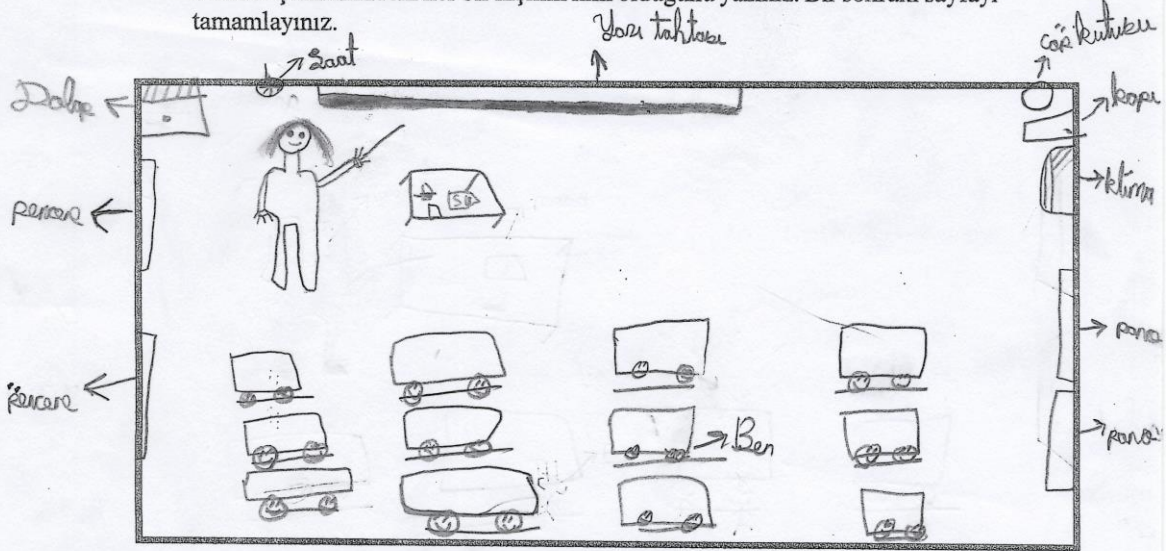 tamamlayınız.
Yazı tahtası
Saat
çöp kutusu
Dolap
kapı
klima
pencere
pano
pencere
pano
Ben